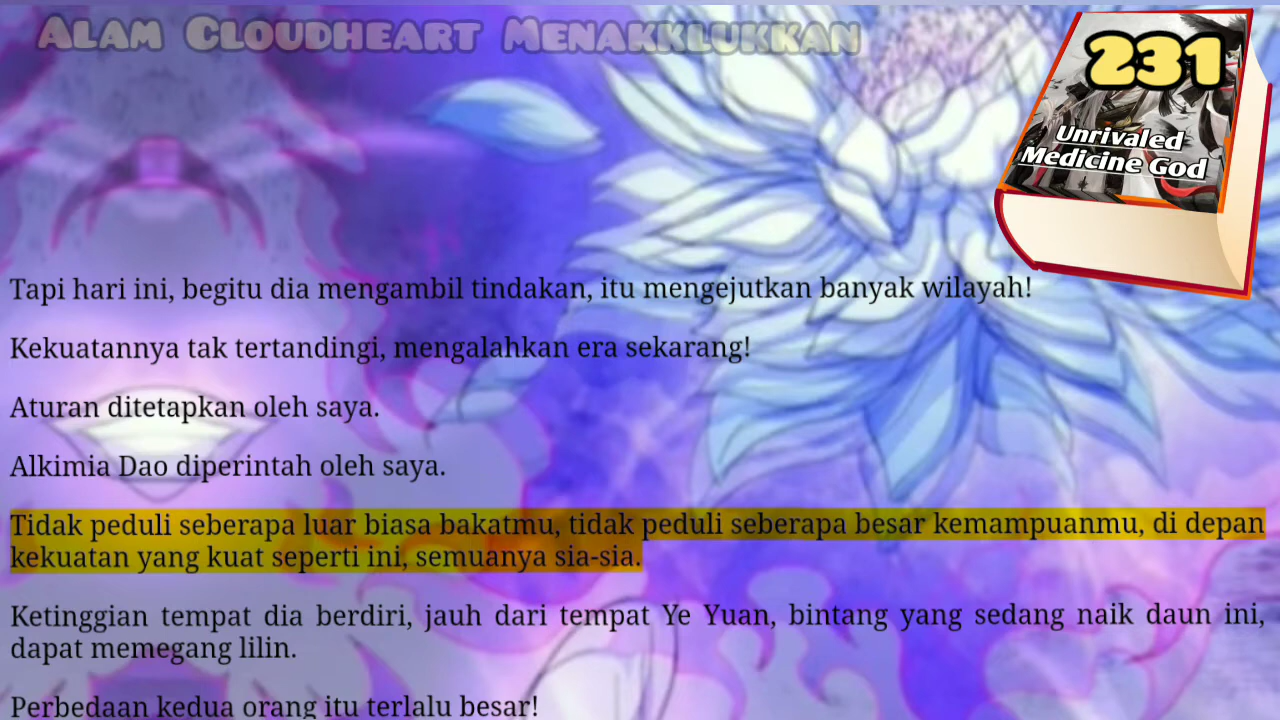 Alam Cloudheart Menakklukkan
231
Unrivaled
Medicine God
Tapi hari ini, begitu dia mengambil tindakan, itu mengejutkan banyak wilayah!
Kekuatannya tak tertandingi, mengalahkan era sekarang!
Aturan ditetapkan oleh saya.
Alkimia Dao diperintah oleh saya.
Tidak peduli seberapa luar biasa bakatmu, tidak peduli seberapa besar kemampuanmu, di depan
kekuatan yang kuat seperti ini, semuanya sia-sia.
Ketinggian tempat dia berdiri, jauh dari tempat Ye Yuan, bintang yang sedang naik daun ini,
dapat memegang lilin.
Perbedaan kedua orang itu terlalu besar!